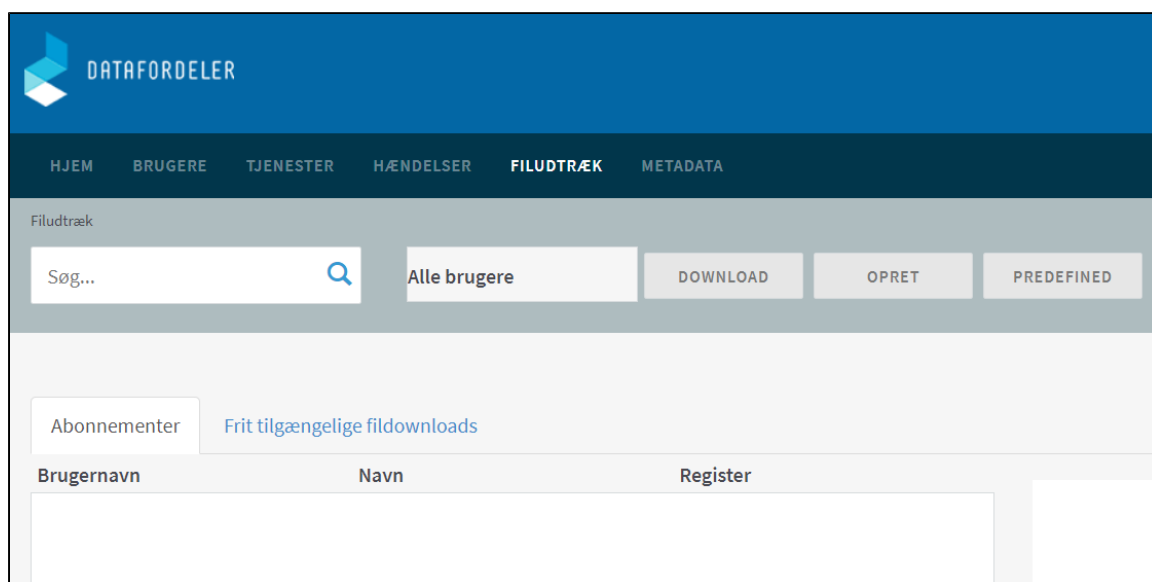 DATAFORDELER
HJEM BRUGERE TJENESTER HÆNDELSER FILUDTRÆK METADATA
Filudtræk
Søg... Alle brugere DOWNLOAD OPRET PREDEFINED
Abonnementer Frit tilgængelige fildownloads
Brugernavn Navn Register